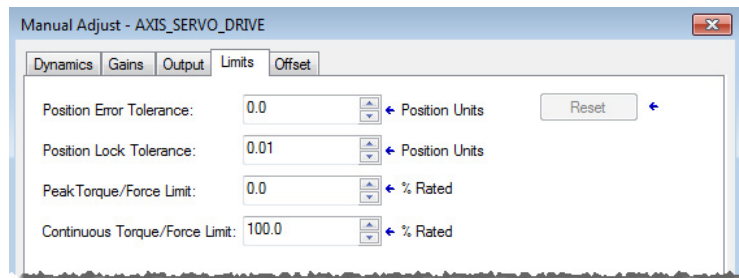 Manual Adjust - AXIS_SERVO_DRIVE
Dynamics Gains Output Limits Offset
Position Error Tolerance: 0.0 Position Units Reset
Position Lock Tolerance: 0.01 Position Units
PeakTorque/Force Limit: 0.0 % Rated
Continuous Torque/Force Limit: 100.0 % Rated